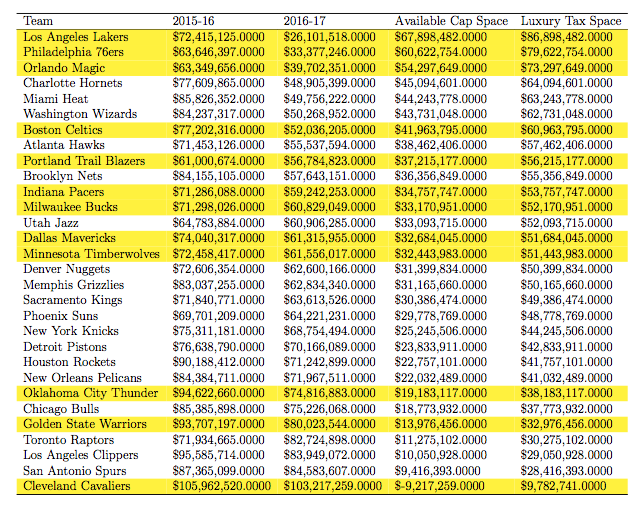 Team 2015-16 2016-17 Available Cap Space Luxury Tax Space
Los Angeles Lakers $72,415,125.0000 $26,101,518.0000 $67,898,482.0000 $86,898,482.0000
Philadelphia 76ers $63,646,397.0000 $33,377,246.0000 $60,622,754.0000 $79,622,754.0000
Orlando Magic $63,349,656.0000 $39,702,351.0000 $54,297,649.0000 $73,297,649.0000
Charlotte Hornets $77,609,865.0000 $48,905,399.0000 $45,094,601.0000 $64,094,601.0000
Miami Heat $85,826,352.0000 $49,756,222.0000 $44,243,778.0000 $63,243,778.0000
Washington Wizards $84,237,317.0000 $50,268,952.0000 $43,731,048.0000 $62,731,048.0000
Boston Celtics $77,202,316.0000 $52,036,205.0000 $41,963,795.0000 $60,963,795.0000
Atlanta Hawks $71,453,126.0000 $55,537,594.0000 $38,462,406.0000 $57,462,406.0000
Portland Trail Blazers $61,000,674.0000 $56,784,823.0000 $37,215,177.0000 $56,215,177.0000
Brooklyn Nets $84,155,105.0000 $57,643,151.0000 $36,356,849.0000 $55,356,849.0000
Indiana Pacers $71,286,088.0000 $59,242,253.0000 $34,757,747.0000 $53,757,747.0000
Milwaukee Bucks $71,298,026.0000 $60,829,049.0000 $33,170,951.0000 $52,170,951.0000
Utah Jazz $64,783,884.0000 $60,906,285.0000 $33,093,715.0000 $52,093,715.0000
Dallas Mavericks $74,040,317.0000 $61,315,955.0000 $32,684,045.0000 $51,684,045.0000
Minnesota Timberwolves $72,458,417.0000 $61,556,017.0000 $32,443,983.0000 $51,443,983.0000
Denver Nuggets $72,606,354.0000 $62,600,166.0000 $31,399,834.0000 $50,399,834.0000
Memphis Grizzlies $83,037,255.0000 $62,834,340.0000 $31,165,660.0000 $50,165,660.0000
Sacramento Kings $71,840,771.0000 $63,613,526.0000 $30,386,474.0000 $49,386,474.0000
Phoenix Suns $69,701,209.0000 $64,221,231.0000 $29,778,769.0000 $48,778,769.0000
New York Knicks $75,311,181.0000 $68,754,494.0000 $25,245,506.0000 $44,245,506.0000
Detroit Pistons $76,638,790.0000 $70,166,089.0000 $23,833,911.0000 $42,833,911.0000
Houston Rockets $90,188,412.0000 $71,242,899.0000 $22,757,101.0000 $41,757,101.0000
New Orleans Pelicans $84,384,711.0000 $71,967,511.0000 $22,032,489.0000 $41,032,489.0000
Oklahoma City Thunder $94,622,660.0000 $74,816,883.0000 $19,183,117.0000 $38,183,117.0000
Chicago Bulls $85,385,898.0000 $75,226,068.0000 $18,773,932.0000 $37,773,932.0000
Golden State Warriors $93,707,197.0000 $80,023,544.0000 $13,976,456.0000 $32,976,456.0000
Toronto Raptors $71,934,665.0000 $82,724,898.0000 $11,275,102.0000 $30,275,102.0000
Los Angeles Clippers $95,585,714.0000 $83,949,072.0000 $10,050,928.0000 $29,050,928.0000
San Antonio Spurs $87,365,099.0000 $84,583,607.0000 $9,416,393.0000 $28,416,393.0000
Cleveland Cavaliers $105,962,520.0000 $103,217,259.0000 $-9,217,259.0000 $9,782,741.0000